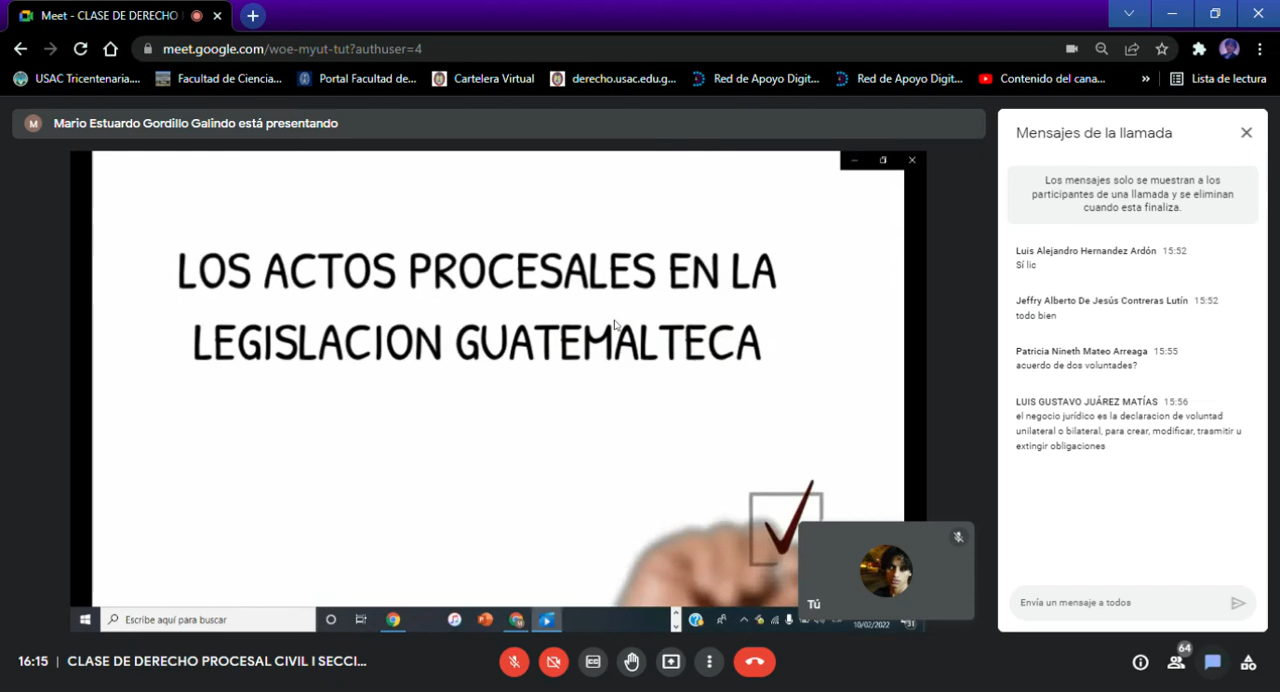 Meet - CLASE DE DERECHO
meet.google.com/woe-myut-tut?authuser=4
USAC Tricentenaria....
Facultad de Ciencia...
Portal Facultad de...
Cartelera Virtual
derecho.usac.edu.g...
Red de Apoyo Digit...
Red de Apoyo Digit...
Contenido del cana...
»
Lista de lectura
M
Mario Estuardo Gordillo Galindo está presentando
LOS ACTOS PROCESALES EN LA
LEGISLACION GUATEMALTECA
Tú
Escribe aquí para buscar
10/02/2022
Mensajes de la llamada
Los mensajes solo se muestran a los
participantes de una llamada y se eliminan
cuando esta finaliza.
Luis Alejandro Hernandez Ardón 15:52
Sí lic
Jeffry Alberto De Jesús Contreras Lutín 15:52
todo bien
Patricia Nineth Mateo Arreaga 15:55
acuerdo de dos voluntades?
LUIS GUSTAVO JUÁREZ MATÍAS 15:56
el negocio jurídico es la declaracion de voluntad
unilateral o bilateral, para crear, modificar, trasmitir u
extingir obligaciones
Envía un mensaje a todos
16:15 | CLASE DE DERECHO PROCESAL CIVIL I SECCI...
64